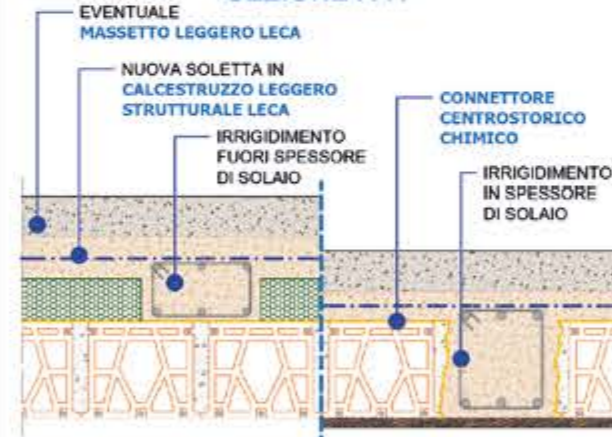 EVENTUALE
MASSETTO LEGGERO LECA
NUOVA SOLETTA IN
CALCESTRUZZO LEGGERO
STRUTTURALE LECA
IRRIGIDIMENTO
FUORI SPESSORE
DI SOLAIO
CONNETTORE
CENTROSTORICO
CHIMICO
IRRIGIDIMENTO
IN SPESSORE
DI SOLAIO